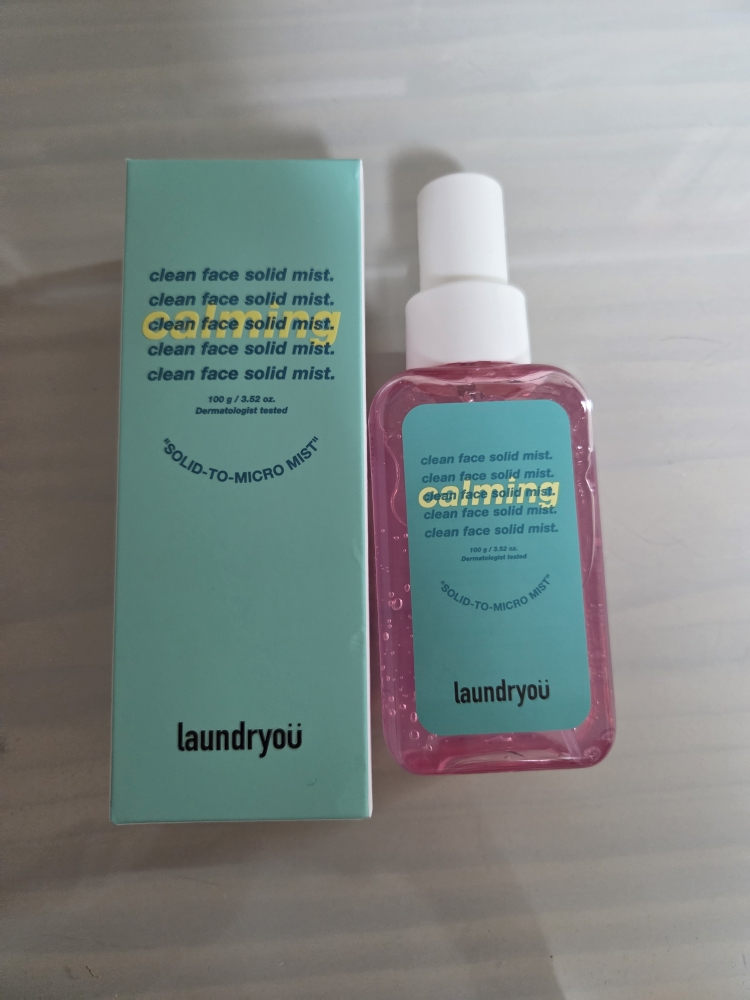 clean face solid mist.
clean face solid mist.
calming
clean face solid mist.
clean face solid mist.
clean face solid mist.
100 g / 3.52 oz.
Dermatologist tested
"SOLID-TO-MICRO MIST"
laundryoü
clean face solid mist.
clean face solid mist.
calming
clean face solid mist.
clean face solid mist.
clean face solid mist.
100 g / 3.52 oz.
Dermatologist tested
"SOLID-TO-MICRO MIST"
laundryoü